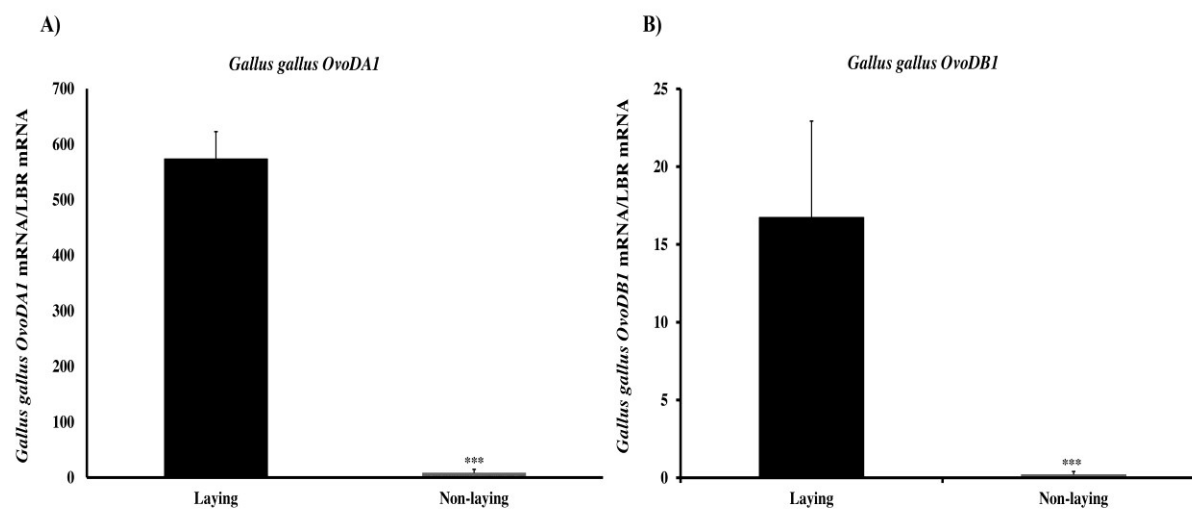 A)
Gallus gallus OvoDA1
Gallus gallus OvoDA1 mRNA/LBR mRNA
700
600
500
400
300
200
100
0
***
Laying
Non-laying
B)
Gallus gallus OvoDB1
Gallus gallus OvoDB1 mRNA/LBR mRNA
25
20
15
10
5
0
***
Laying
Non-laying